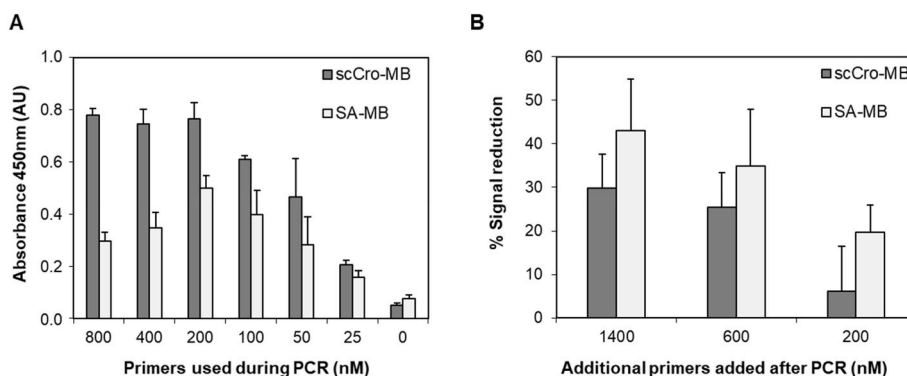 A
Absorbance 450nm (AU)
1.0
0.8
0.6
0.4
0.2
0.0
scCro-MB
SA-MB
800 400 200 100 50 25 0
Primers used during PCR (nM)
B
% Signal reduction
60
50
40
30
20
10
0
scCro-MB
SA-MB
1400 600 200
Additional primers added after PCR (nM)